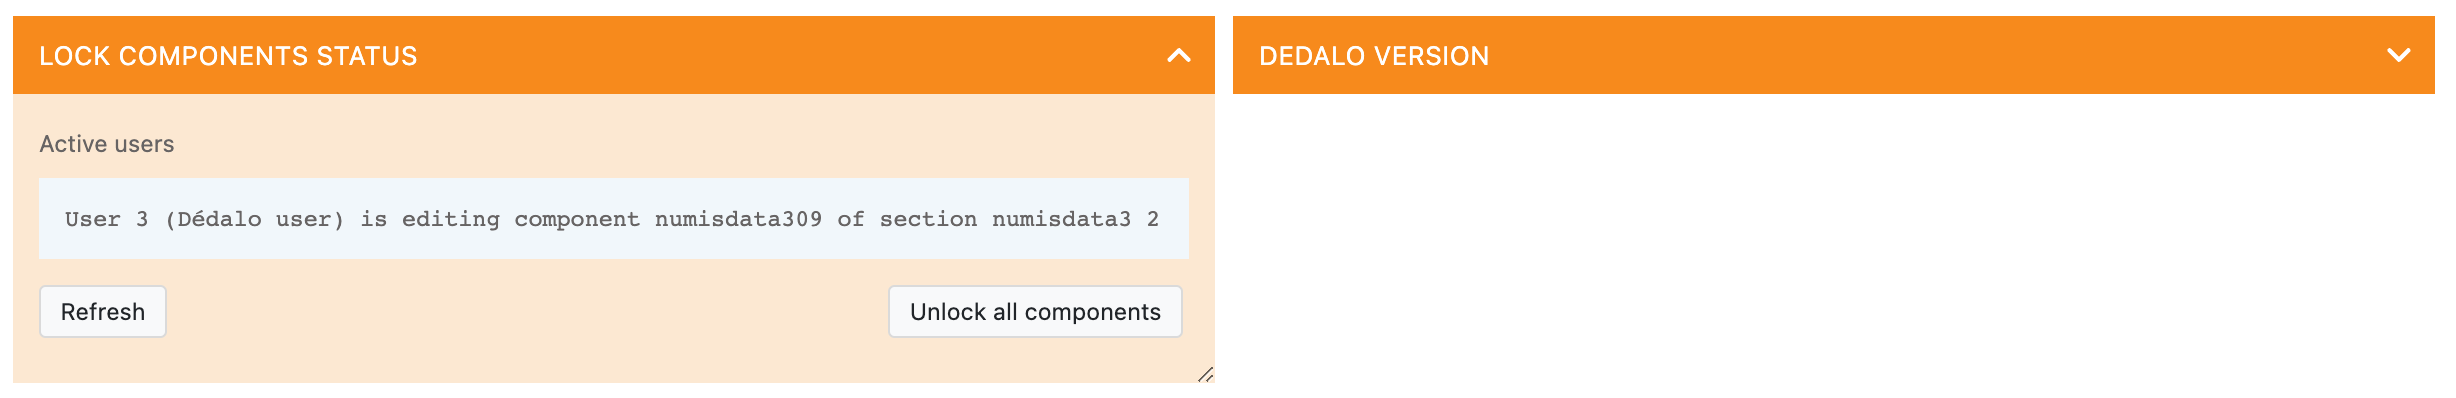 LOCK COMPONENTS STATUS
Active users
User 3 (Dédalo user) is editing component numisdata309 of section numisdata3 2
Refresh
Unlock all components
DEDALO VERSION